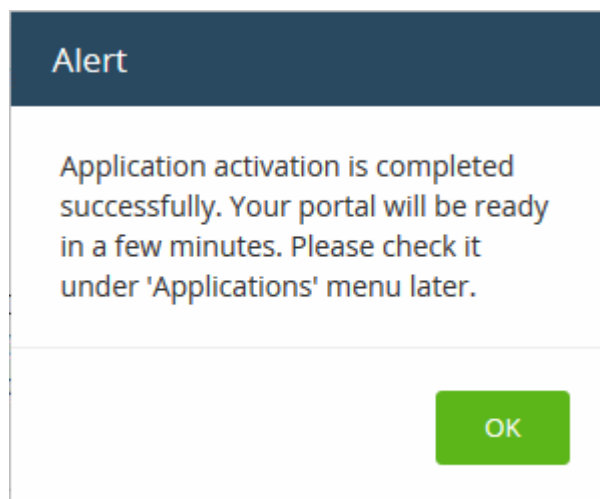 Alert
Application activation is completed
successfully. Your portal will be ready
in a few minutes. Please check it
under 'Applications' menu later.
OK